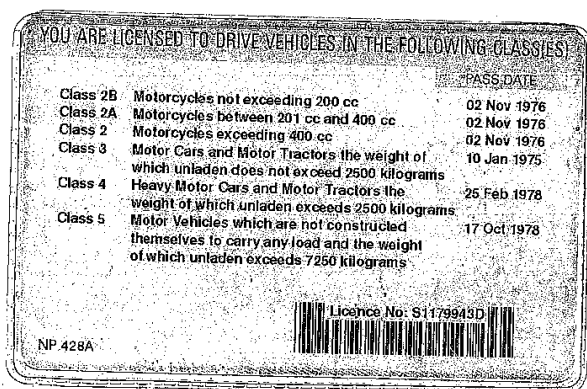 YOU ARE LICENSED TO DRIVE VEHICLES IN THE FOLLOWING CLASS(ES)
PASS DATE
Class 2B Motorcycles not exceeding 200 cc 02 Nov 1976
Class 2A Motorcycles between 201 cc and 400 cc 02 Nov 1976
Class 2 Motorcycles exceeding 400 cc 02 Nov 1976
Class 3 Motor Cars and Motor Tractors the weight of 10 Jan 1975
which unladen does not exceed 2500 kilograms
Class 4 Heavy Motor Cars and Motor Tractors the 25 Feb 1978
weight of which unladen exceeds 2500 kilograms
Class 5 Motor Vehicles which are not constructed 17 Oct 1978
themselves to carry any load and the weight
of which unladen exceeds 7250 kilograms
Licence No: S1179943D
NP 428A